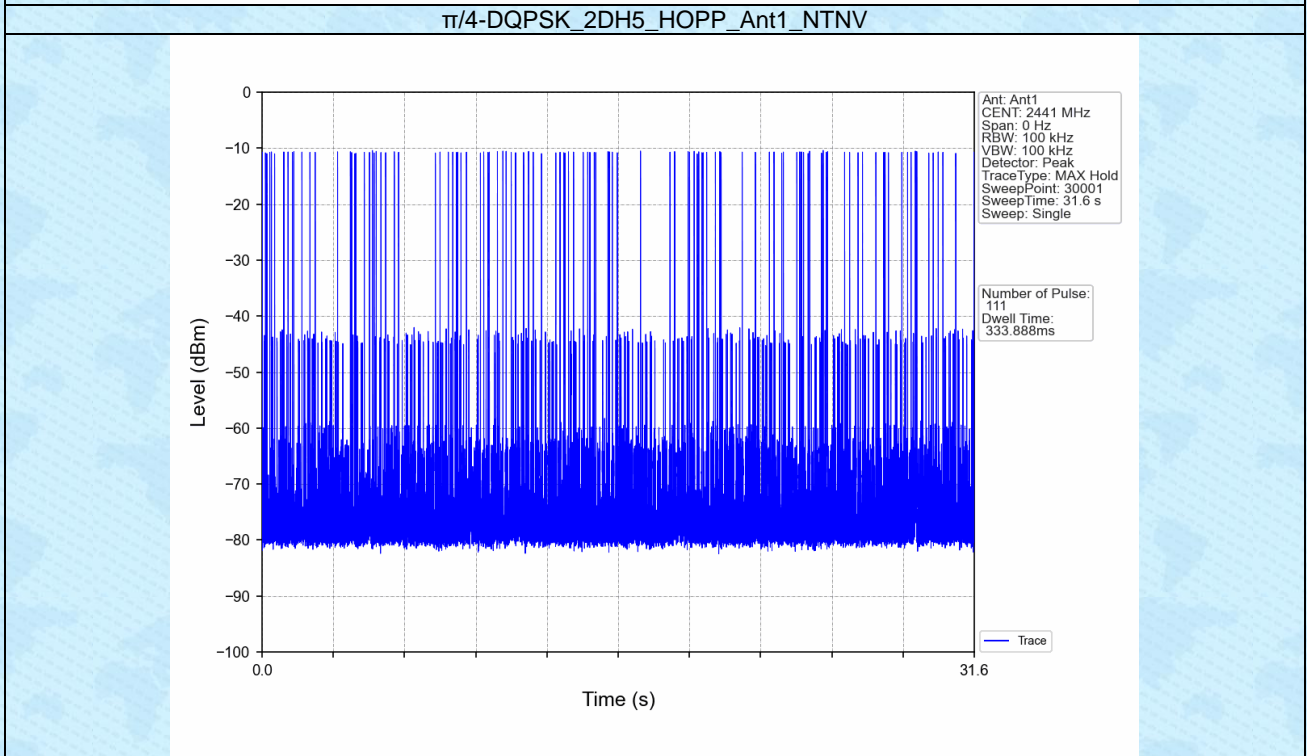 π/4-DQPSK_2DH5_HOPP_Ant1_NTNV
0
−10
−20
−30
−40
−50
−60
−70
−80
−90
−100
Level (dBm)
0.0
31.6
Time (s)
Ant: Ant1
CENT: 2441 MHz
Span: 0 Hz
RBW: 100 kHz
VBW: 100 kHz
Detector: Peak
TraceType: MAX Hold
SweepPoint: 30001
SweepTime: 31.6 s
Sweep: Single
Number of Pulse:
111
Dwell Time:
333.888ms
Trace